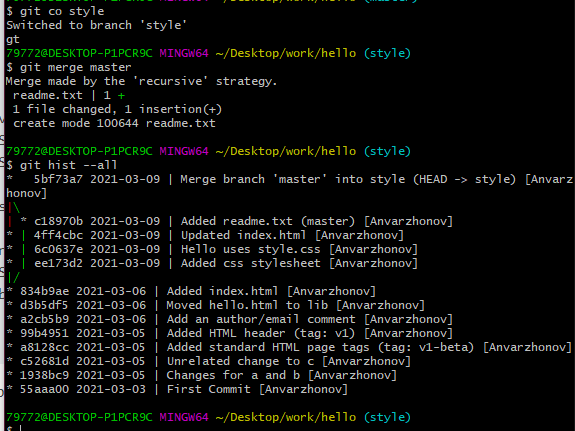 $ git co style
Switched to branch 'style'
gt
79772@DESKTOP-P1PCR9C MINGW64 ~/Desktop/work/hello (style)
$ git merge master
Merge made by the 'recursive' strategy.
 readme.txt | 1 +
 1 file changed, 1 insertion(+)
 create mode 100644 readme.txt
79772@DESKTOP-P1PCR9C MINGW64 ~/Desktop/work/hello (style)
$ git hist --all
*   5bf73a7 2021-03-09 | Merge branch 'master' into style (HEAD -> style) [Anvarz
honov]
|\
| * c18970b 2021-03-09 | Added readme.txt (master) [Anvarzhonov]
* | 4ff4cbc 2021-03-09 | Updated index.html [Anvarzhonov]
* | 6c0637e 2021-03-09 | Hello uses style.css [Anvarzhonov]
* | ee173d2 2021-03-09 | Added css stylesheet [Anvarzhonov]
|/
* 834b9ae 2021-03-06 | Added index.html [Anvarzhonov]
* d3b5df5 2021-03-06 | Moved hello.html to lib [Anvarzhonov]
* a2cb5b9 2021-03-06 | Add an author/email comment [Anvarzhonov]
* 99b4951 2021-03-05 | Added HTML header (tag: v1) [Anvarzhonov]
* a8128cc 2021-03-05 | Added standard HTML page tags (tag: v1-beta) [Anvarzhonov]
* c52681d 2021-03-05 | Unrelated change to c [Anvarzhonov]
* 1938bc9 2021-03-05 | Changes for a and b [Anvarzhonov]
* 55aaa00 2021-03-03 | First Commit [Anvarzhonov]
79772@DESKTOP-P1PCR9C MINGW64 ~/Desktop/work/hello (style)
$